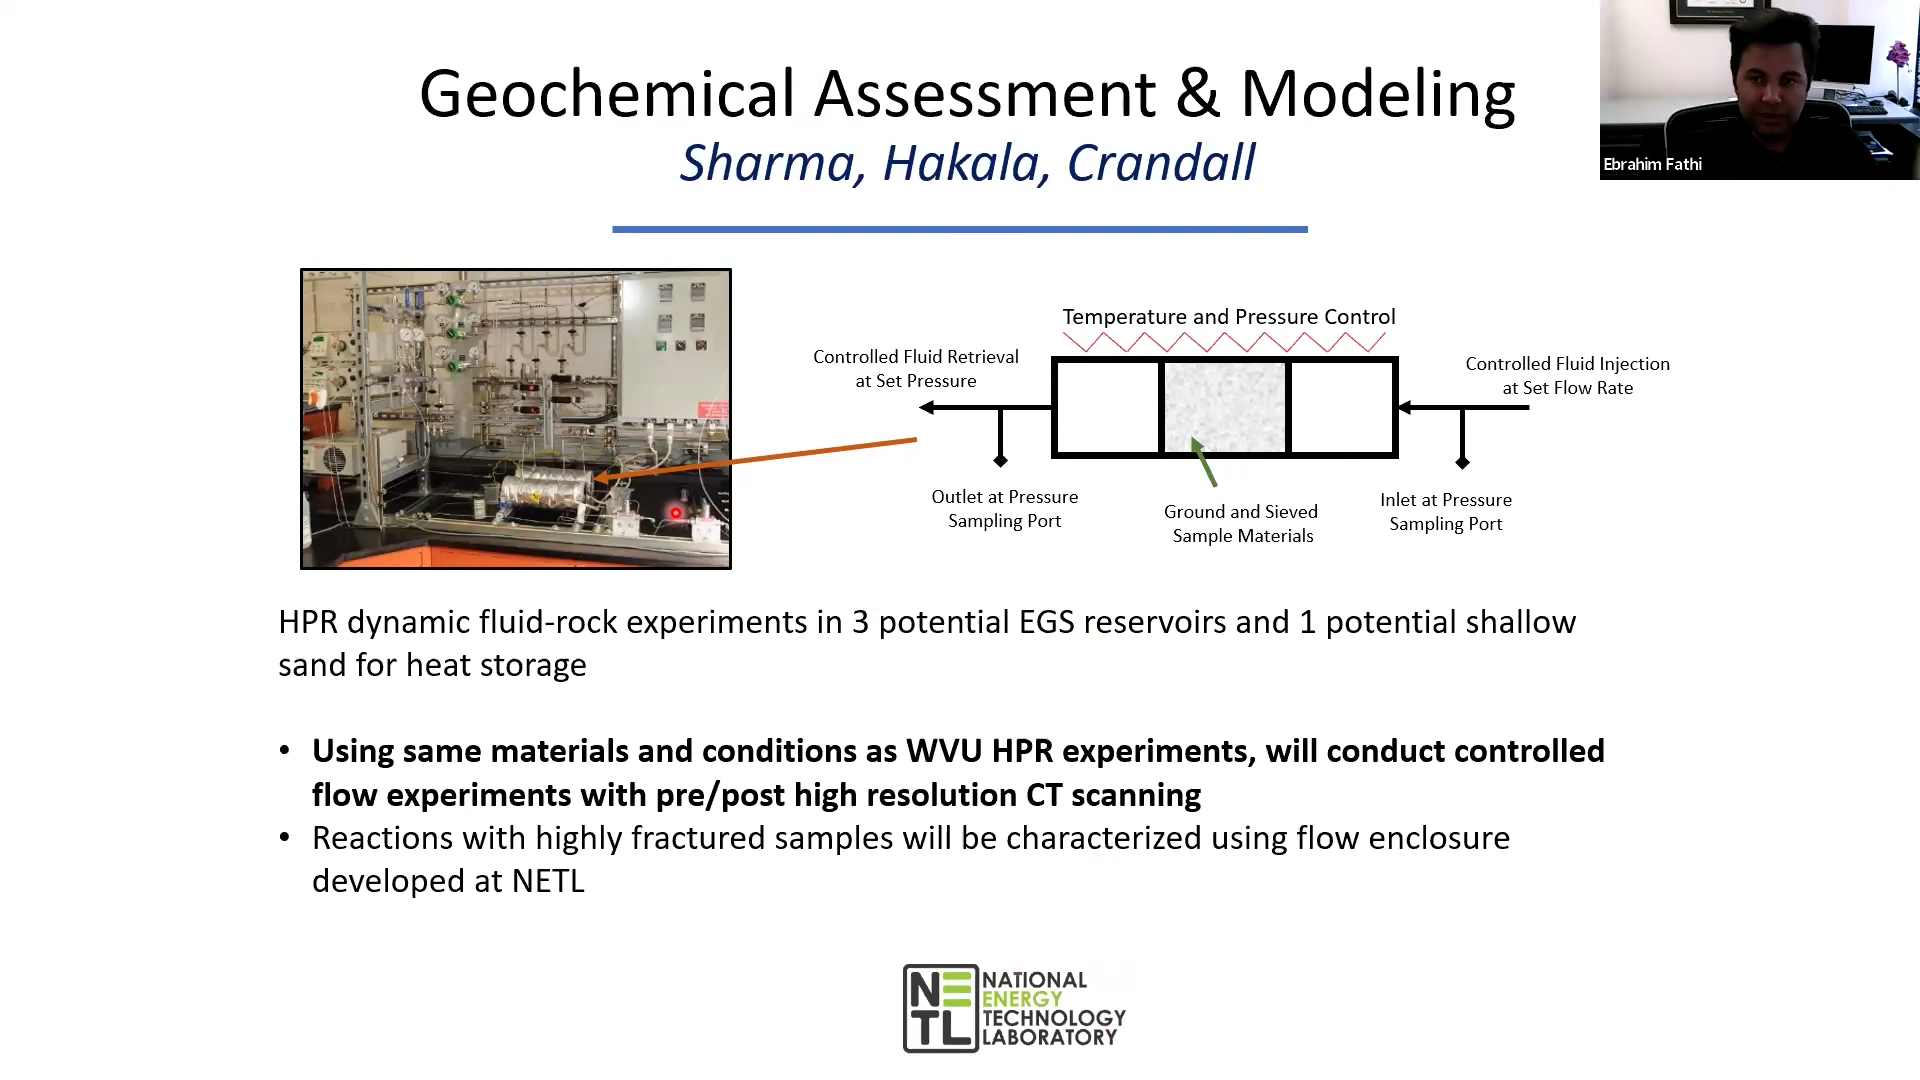 Geochemical Assessment & Modeling
Sharma, Hakala, Crandall
Ebrahim Fathi
Temperature and Pressure Control
Controlled Fluid Retrieval
at Set Pressure
Controlled Fluid Injection
at Set Flow Rate
Outlet at Pressure
Sampling Port
Ground and Sieved
Sample Materials
Inlet at Pressure
Sampling Port
HPR dynamic fluid-rock experiments in 3 potential EGS reservoirs and 1 potential shallow
sand for heat storage
• Using same materials and conditions as WVU HPR experiments, will conduct controlled
flow experiments with pre/post high resolution CT scanning
• Reactions with highly fractured samples will be characterized using flow enclosure
developed at NETL
NE
TL
NATIONAL
ENERGY
TECHNOLOGY
LABORATORY